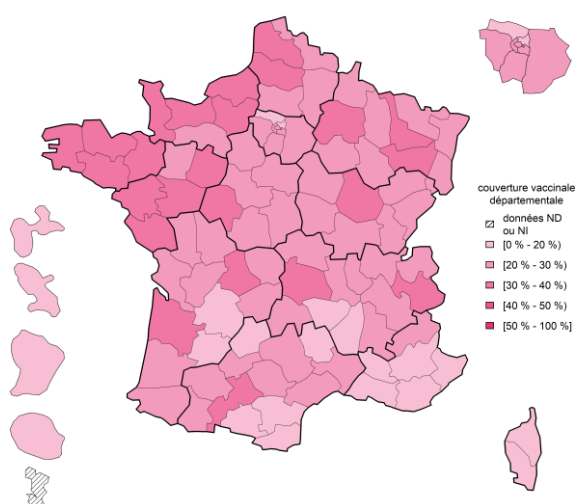 couverture vaccinale
départementale
données ND
ou NI
[0 % - 20 %)
[20 % - 30 %)
[30 % - 40 %)
[40 % - 50 %)
[50 % - 100 %]